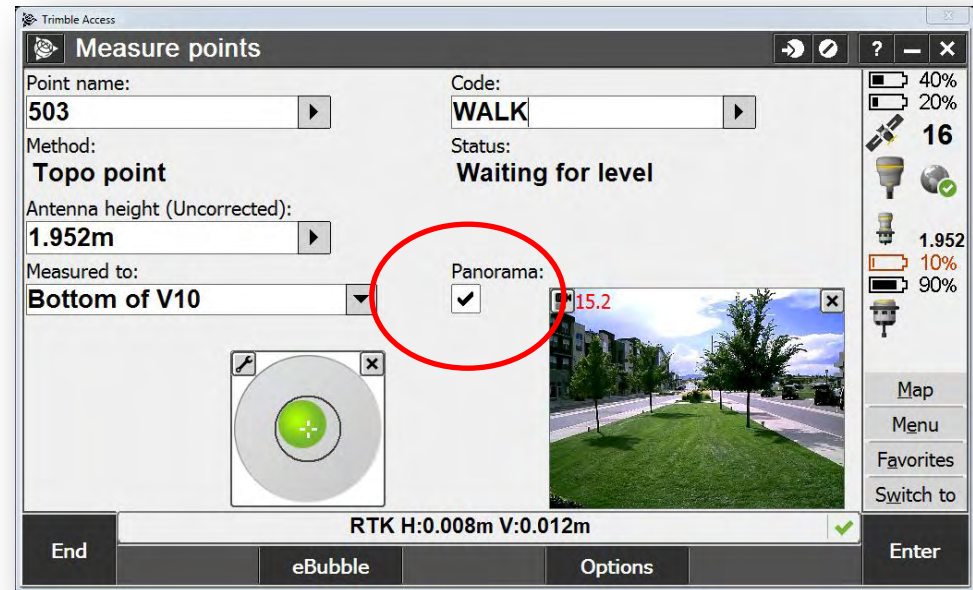 Trimble Access
Measure points
? – X
Point name:
503
Code:
WALK
Method:
Topo point
Status:
Waiting for level
Antenna height (Uncorrected):
1.952m
Measured to:
Bottom of V10
Panorama:
15.2
40%
20%
16
1.952
10%
90%
Map
Menu
Favorites
Switch to
RTK H:0.008m V:0.012m
End
eBubble
Options
Enter